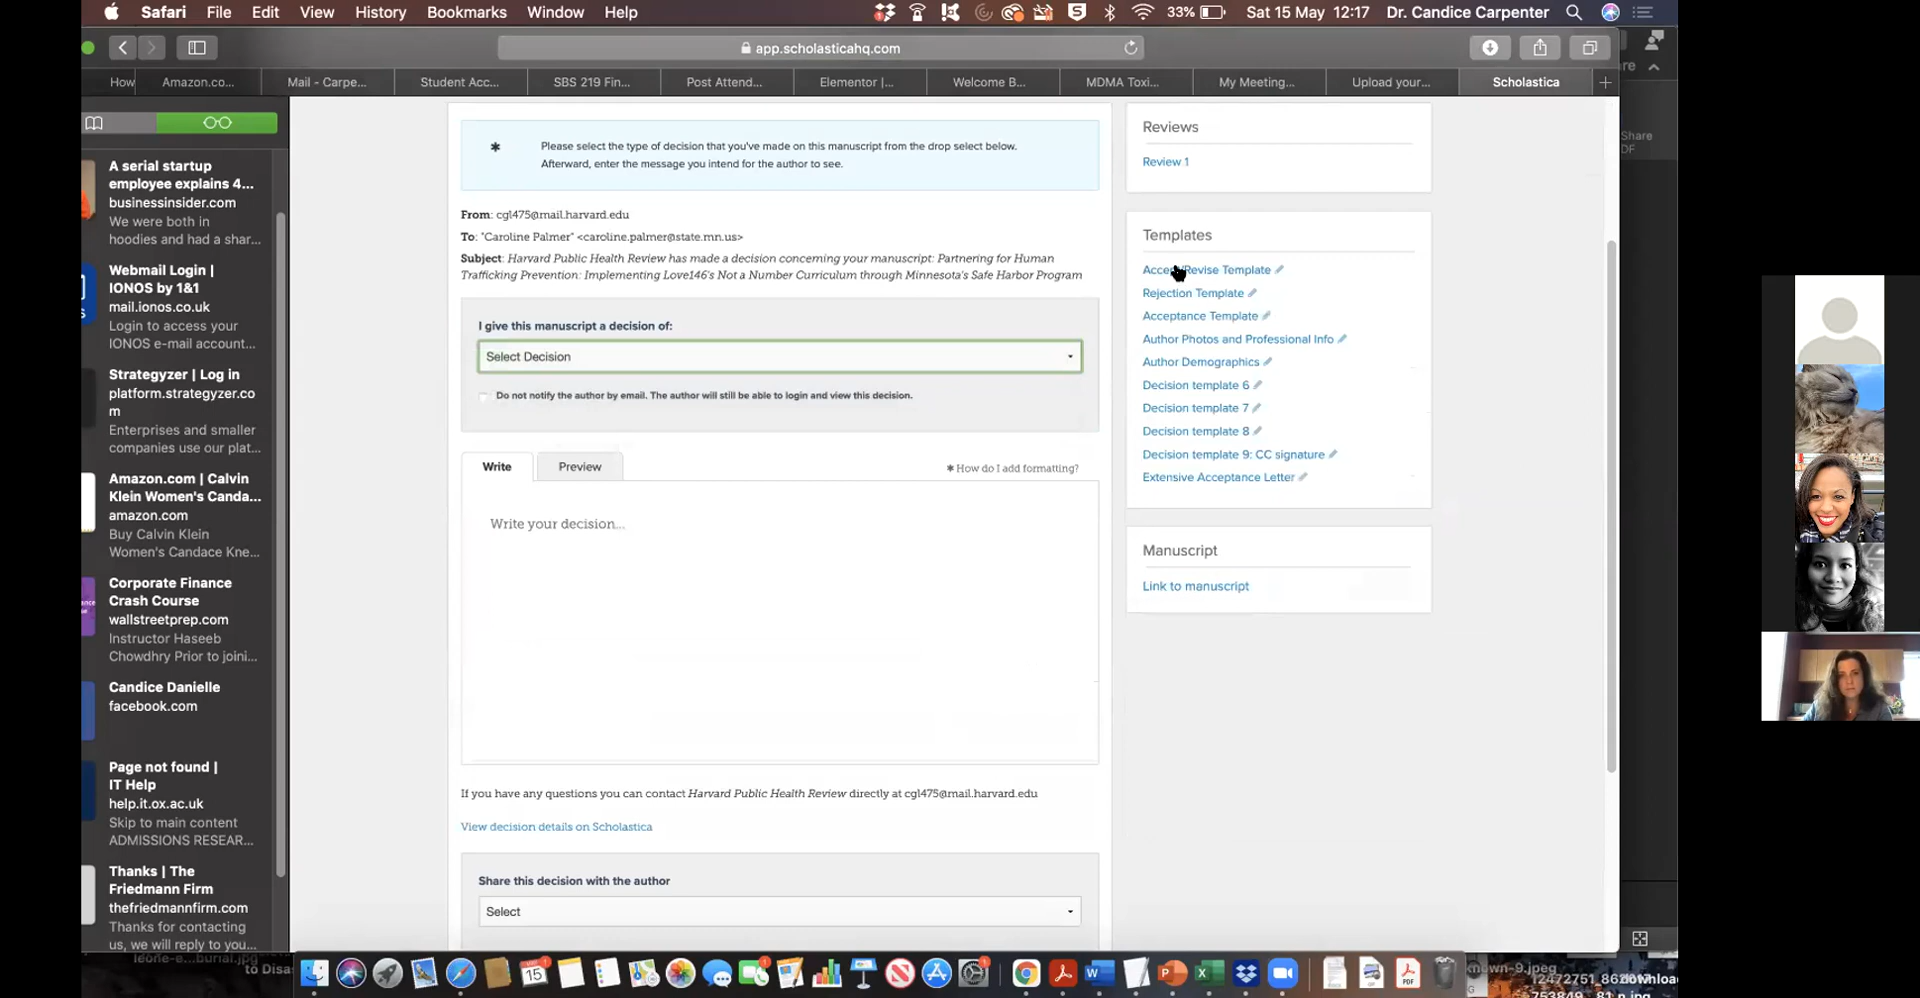 Safari File Edit View History Bookmarks Window Help
33% Sat 15 May 12:17 Dr. Candice Carpenter
app.scholasticahq.com
How Amazon.co... Mail - Carpe... Student Acc... SBS 219 Fin... Post Attend... Elementor |... Welcome B... MDMA Toxi... My Meeting... Upload your... Scholastica
A serial startup
employee explains 4...
businessinsider.com
We were both in
hoodies and had a shar...
Webmail Login |
IONOS by 1&1
mail.ionos.co.uk
Login to access your
IONOS e-mail account...
Strategyzer | Log in
platform.strategyzer.co
m
Enterprises and smaller
companies use our plat...
Amazon.com | Calvin
Klein Women's Canda...
amazon.com
Buy Calvin Klein
Women's Candace Kne...
Corporate Finance
Crash Course
wallstreetprep.com
Instructor Haseeb
Chowdhry Prior to joini...
Candice Danielle
facebook.com
Page not found |
IT Help
help.it.ox.ac.uk
Skip to main content
ADMISSIONS RESEAR...
Thanks | The
Friedmann Firm
thefriedmannfirm.com
Thanks for contacting
us, we will reply to you...
Please select the type of decision that you've made on this manuscript from the drop select below.
Afterward, enter the message you intend for the author to see.
From: cgl475@mail.harvard.edu
To: "Caroline Palmer" <caroline.palmer@state.mn.us>
Subject: Harvard Public Health Review has made a decision concerning your manuscript: Partnering for Human
Trafficking Prevention: Implementing Love146's Not a Number Curriculum through Minnesota's Safe Harbor Program
I give this manuscript a decision of:
Select Decision
Do not notify the author by email. The author will still be able to login and view this decision.
Write Preview
✱ How do I add formatting?
Write your decision...
If you have any questions you can contact Harvard Public Health Review directly at cgl475@mail.harvard.edu
View decision details on Scholastica
Share this decision with the author
Select
Reviews
Review 1
Templates
Accept/Revise Template
Rejection Template
Acceptance Template
Author Photos and Professional Info
Author Demographics
Decision template 6
Decision template 7
Decision template 8
Decision template 9: CC signature
Extensive Acceptance Letter
Manuscript
Link to manuscript
Share
to Disas